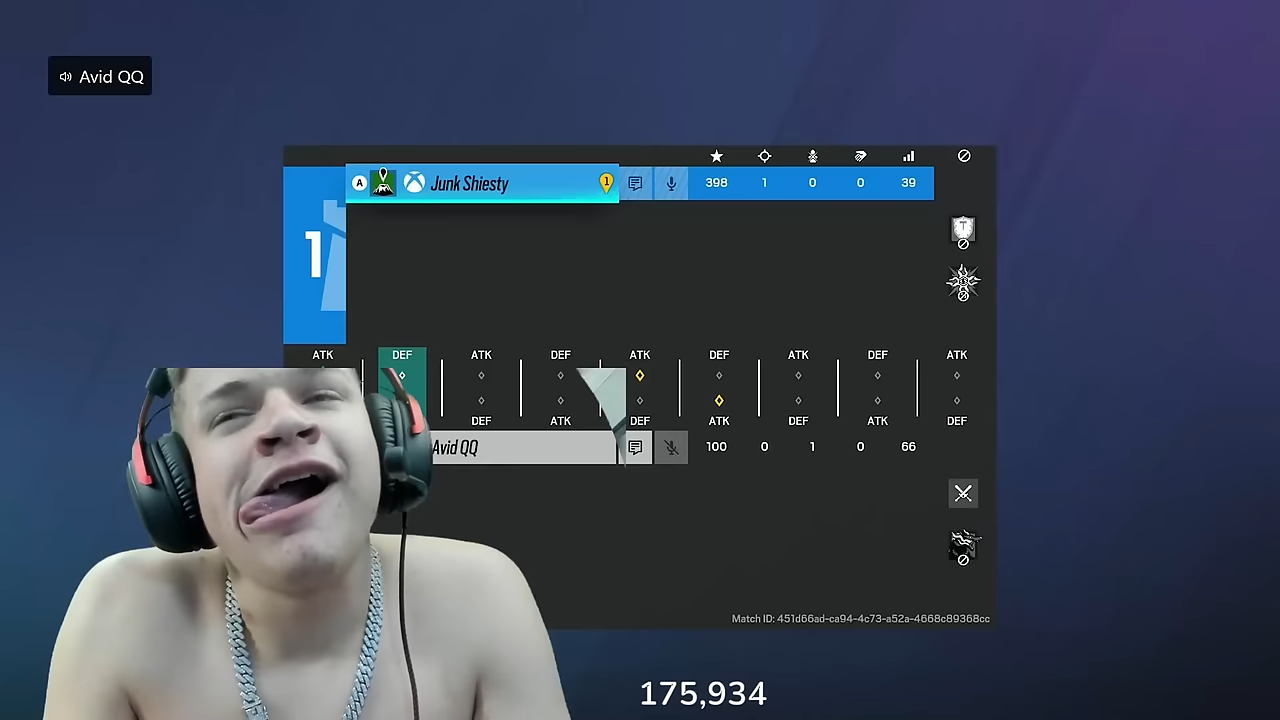 Avid QQ
A Junk Shiesty 1 398 1 0 0 39
1
ATK DEF ATK DEF ATK DEF ATK DEF ATK
DEF ATK DEF ATK DEF ATK DEF
Avid QQ 100 0 1 0 66
Match ID: 451d66ad-ca94-4c73-a52a-4668c89368cc
175,934